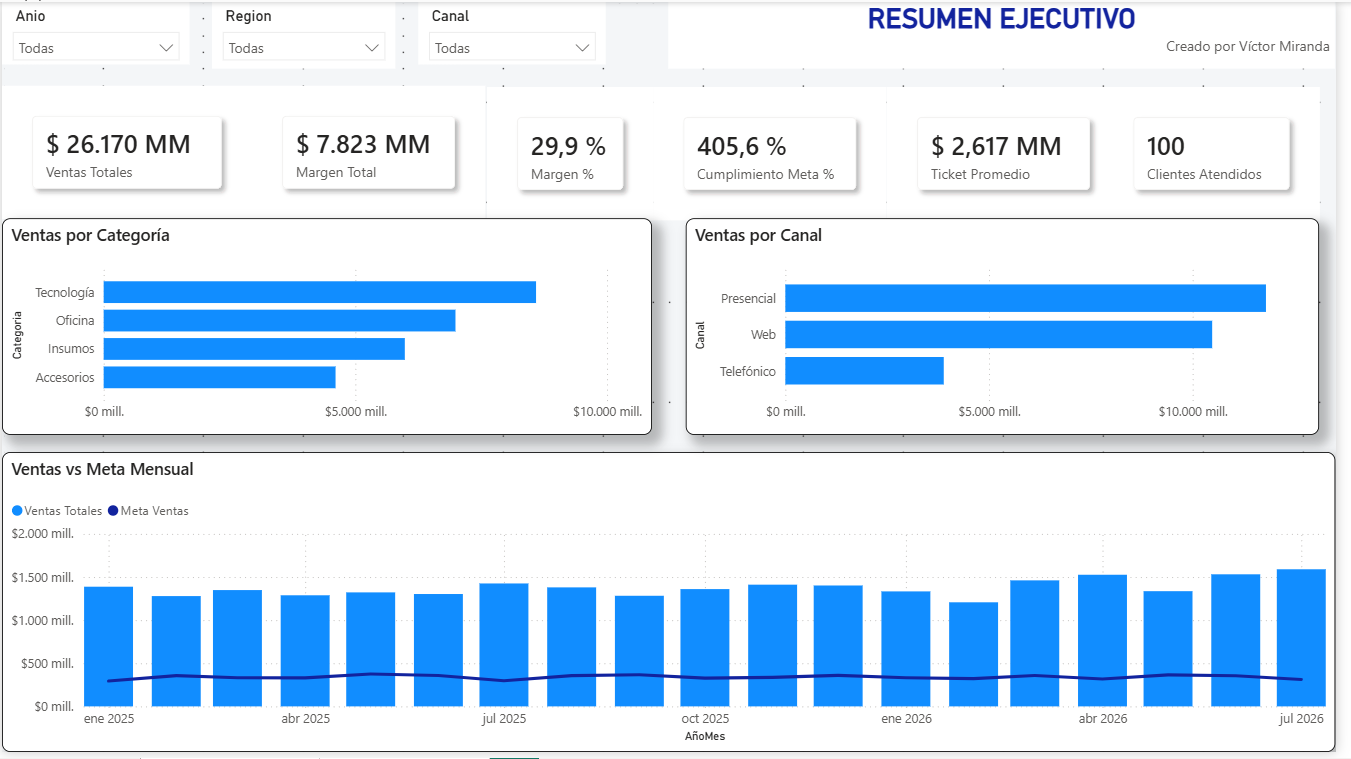 Anio
Region
Canal
RESUMEN EJECUTIVO
Todas
Todas
Todas
Creado por Víctor Miranda
$ 26.170 MM
Ventas Totales
$ 7.823 MM
Margen Total
29,9 %
Margen %
405,6 %
Cumplimiento Meta %
$ 2,617 MM
Ticket Promedio
100
Clientes Atendidos
Ventas por Categoría
Categoria
Tecnología
Oficina
Insumos
Accesorios
$0 mill.
$5.000 mill.
$10.000 mill.
Ventas por Canal
Canal
Presencial
Web
Telefónico
$0 mill.
$5.000 mill.
$10.000 mill.
Ventas vs Meta Mensual
Ventas Totales
Meta Ventas
$2.000 mill.
$1.500 mill.
$1.000 mill.
$500 mill.
$0 mill.
ene 2025
abr 2025
jul 2025
oct 2025
ene 2026
abr 2026
jul 2026
AñoMes